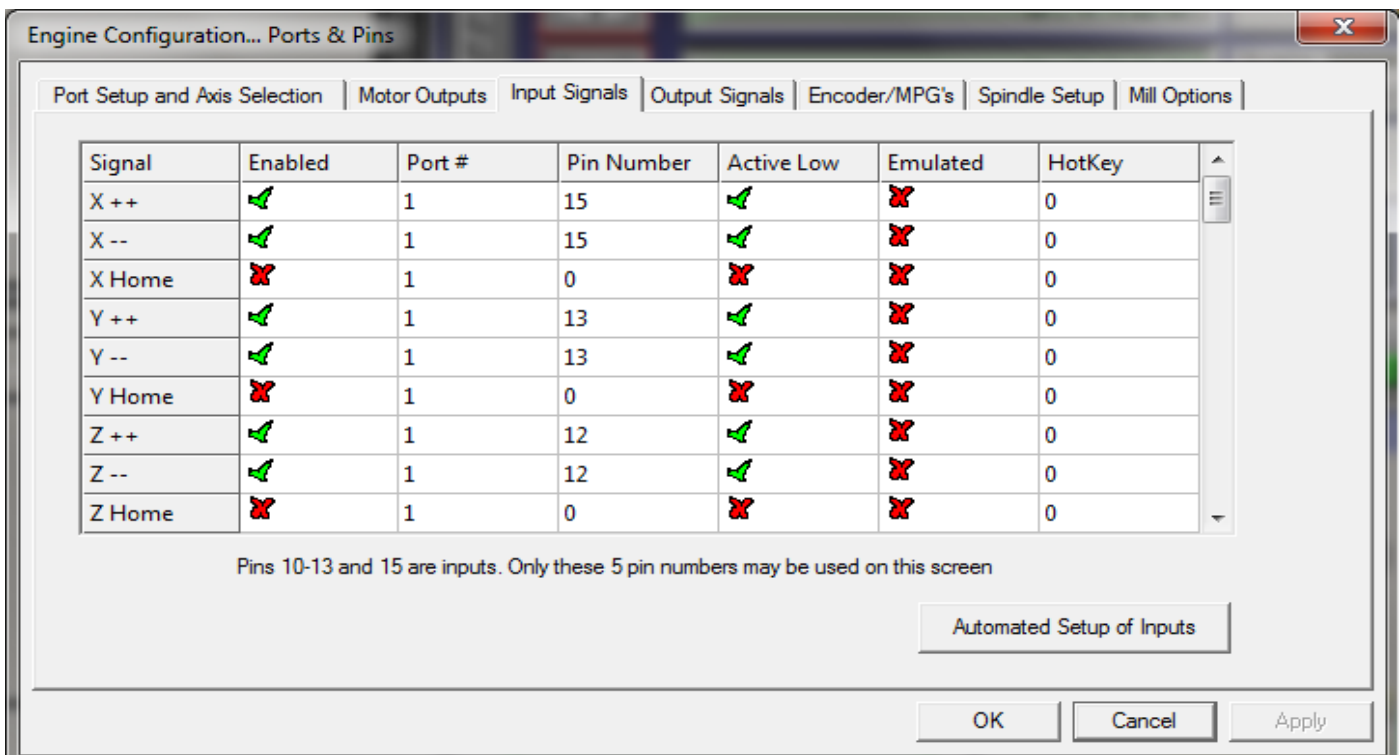 Engine Configuration... Ports & Pins
Port Setup and Axis Selection Motor Outputs Input Signals Output Signals Encoder/MPG's Spindle Setup Mill Options
Signal Enabled Port # Pin Number Active Low Emulated HotKey
X ++ 1 15 0
X -- 1 15 0
X Home 1 0 0
Y ++ 1 13 0
Y -- 1 13 0
Y Home 1 0 0
Z ++ 1 12 0
Z -- 1 12 0
Z Home 1 0 0
Pins 10-13 and 15 are inputs. Only these 5 pin numbers may be used on this screen
Automated Setup of Inputs
OK Cancel Apply